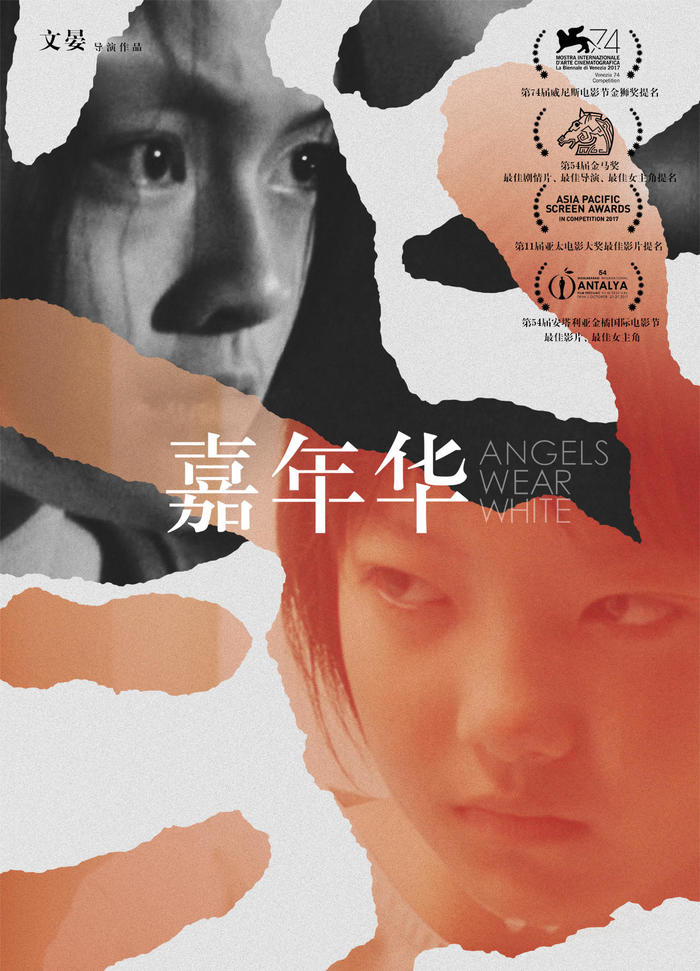 文晏 导演作品
74
MOSTRA INTERNAZIONALE
D'ARTE CINEMATOGRAFICA
La Biennale di Venezia 2017
Venezia 74
Competition
第74届威尼斯电影节金狮奖提名
第54届金马奖
最佳剧情片、最佳导演、最佳女主角提名
ASIA PACIFIC
SCREEN AWARDS
IN COMPETITION 2017
第11届亚太电影大奖最佳影片提名
54
ANTALYA
第54届安塔利亚金橘国际电影节
最佳影片、最佳女主角
嘉年华
ANGELS
WEAR
WHITE